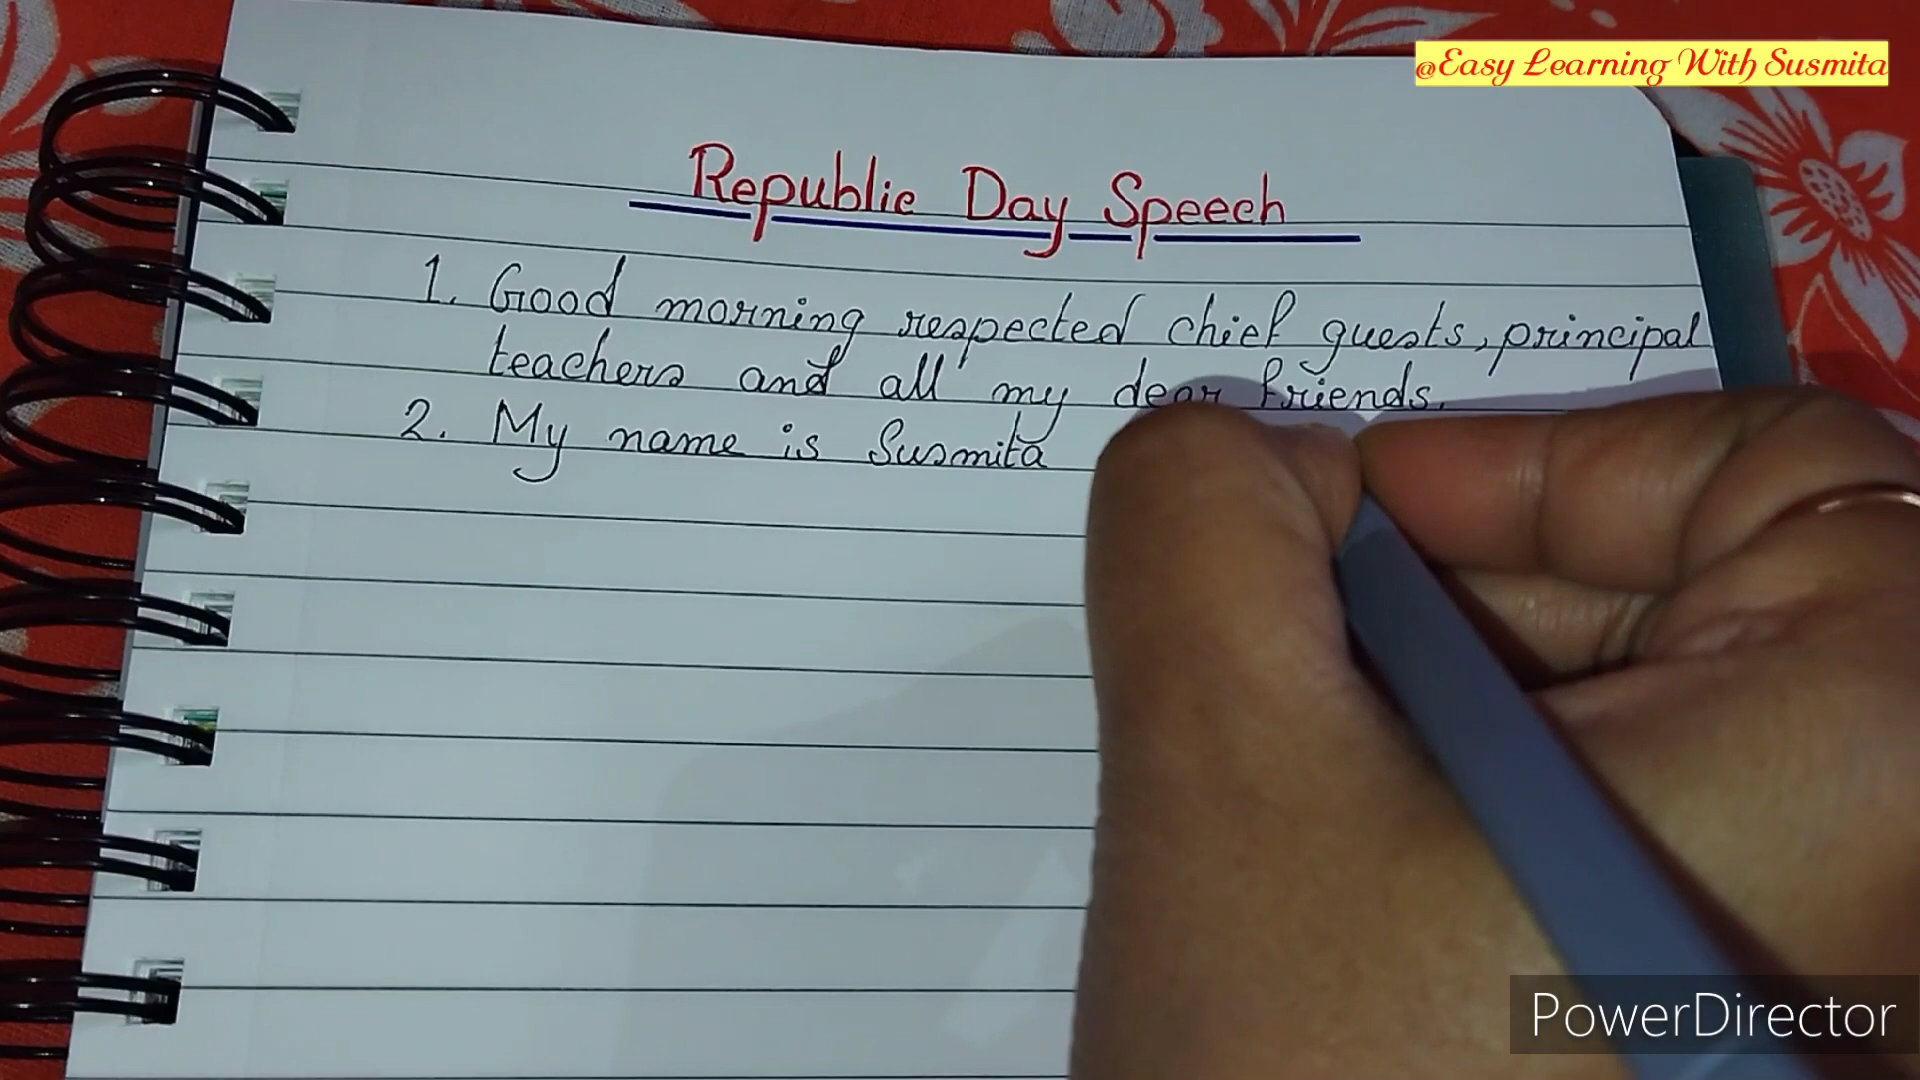 @Easy Learning With Susmita
Republic Day Speech
1. Good morning respected chief guests, principal
teachers and all my dear friends.
2. My name is Susmita
PowerDirector